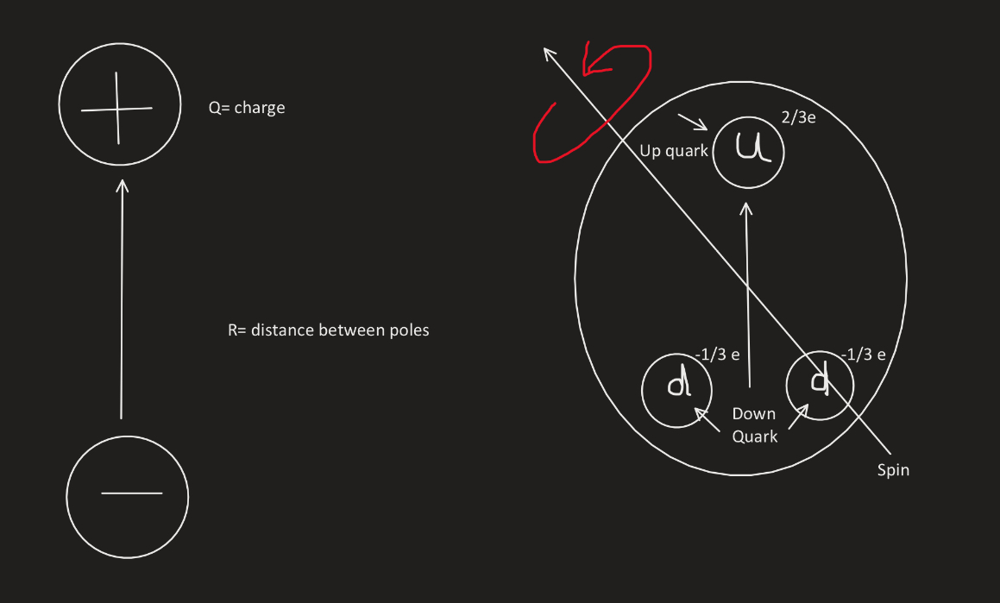 +
Q= charge
R= distance between poles
—
2/3e
Up quark
u
-1/3 e
-1/3 e
d
d
Down
Quark
Spin